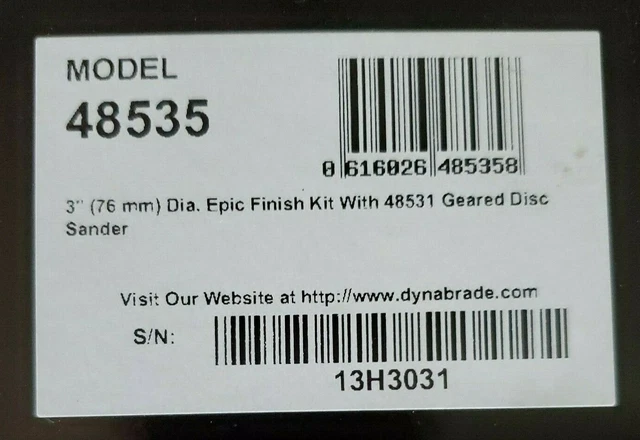 MODEL
48535
0 616026 485358
3" (76 mm) Dia. Epic Finish Kit With 48531 Geared Disc
Sander
Visit Our Website at http://www.dynabrade.com
S/N:
13H3031